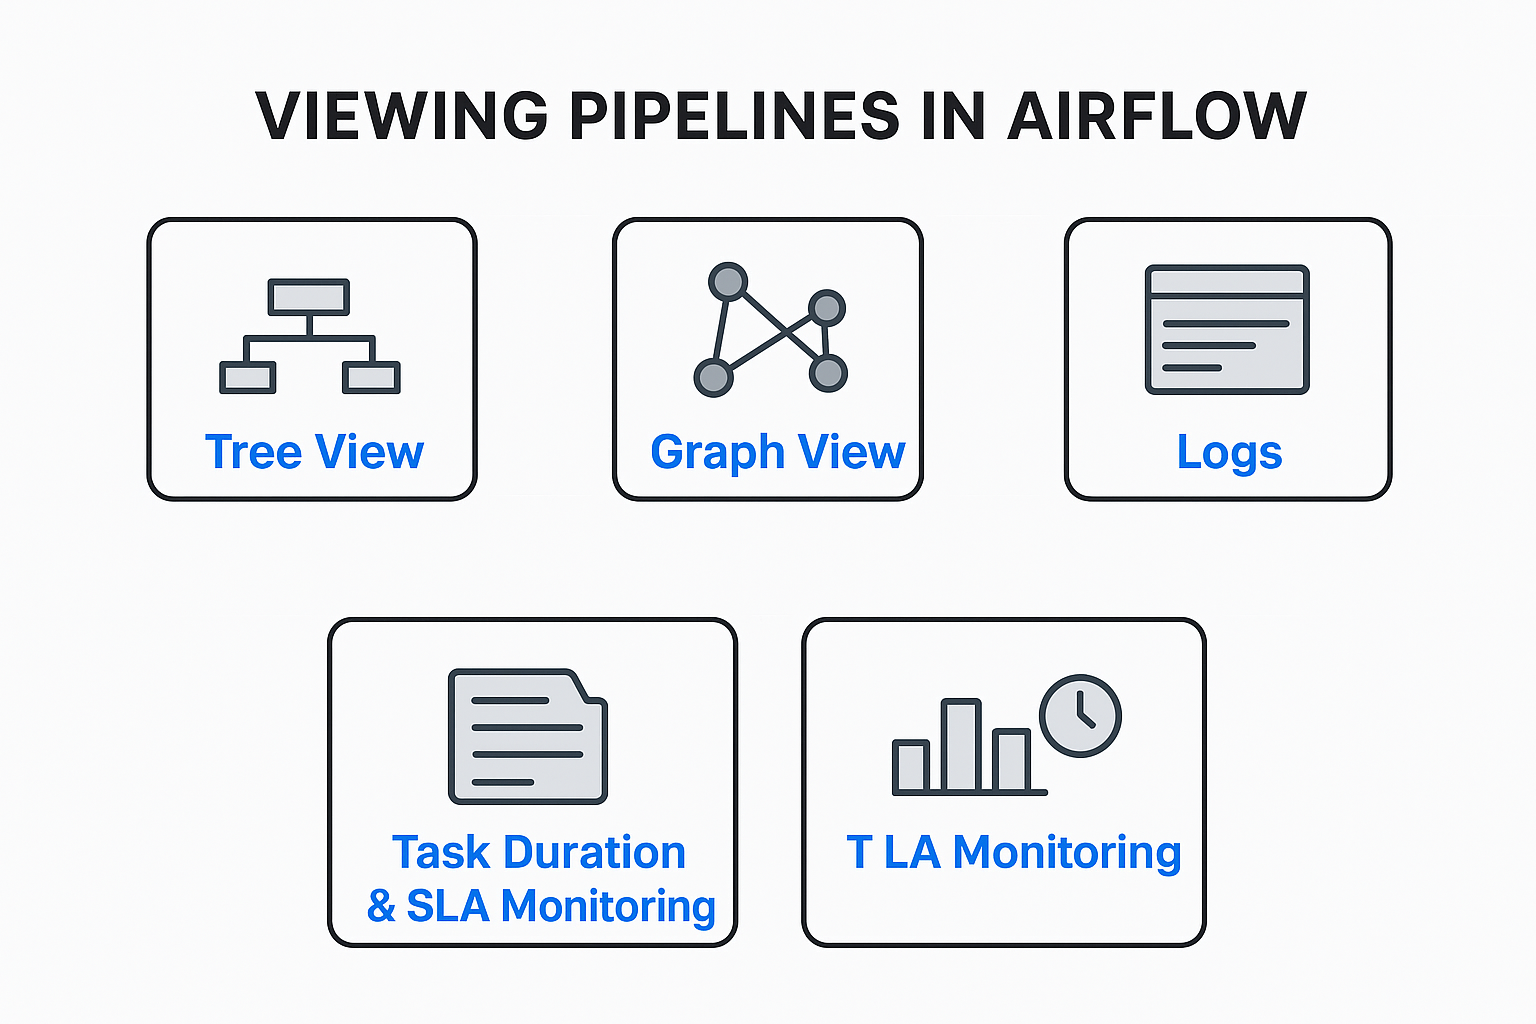 VIEWING PIPELINES IN AIRFLOW
Tree View
Graph View
Logs
Task Duration
& SLA Monitoring
T LA Monitoring